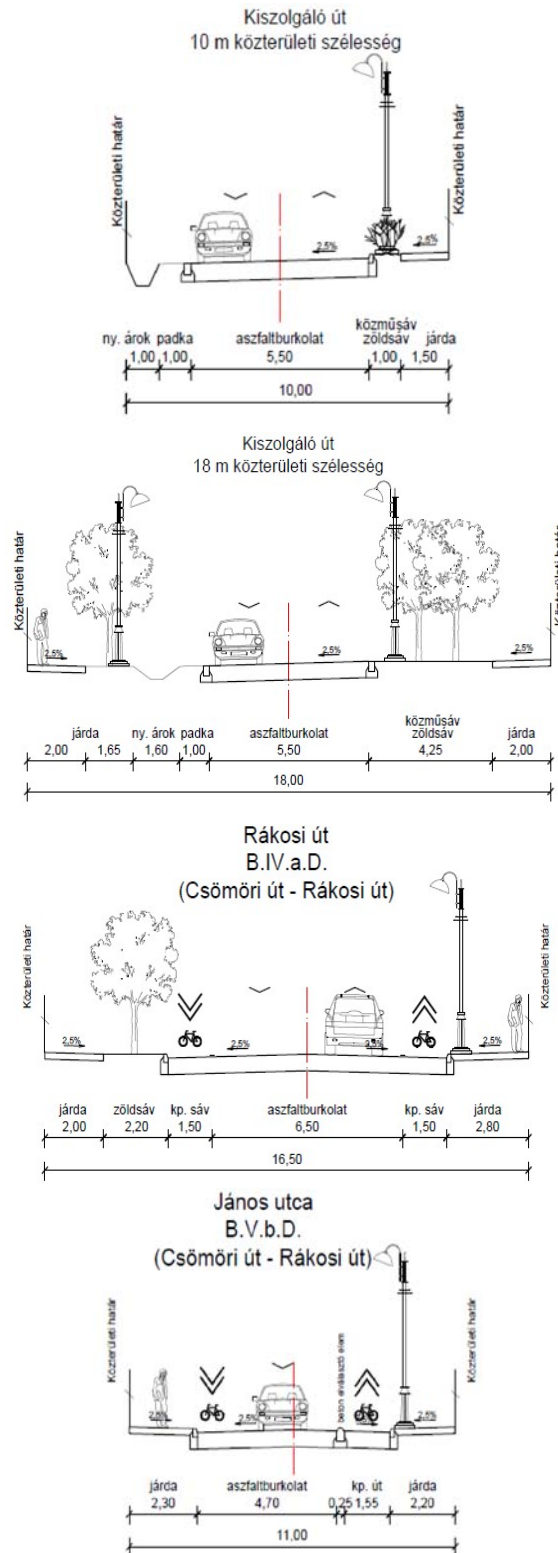 Kiszolgáló út
10 m közterületi szélesség
Közterületi határ
Közterületi határ
2,5%
2,5%
ny. árok padka aszfaltburkolat közműsáv zöldsáv járda
1,00 1,00 5,50 1,00 1,50
10,00
Kiszolgáló út
18 m közterületi szélesség
Közterületi határ
Közterületi határ
2,5%
2,5%
2,5%
járda ny. árok padka aszfaltburkolat közműsáv zöldsáv járda
2,00 1,65 1,60 1,00 5,50 4,25 2,00
18,00
Rákosi út
B.IV.a.D.
(Csömöri út - Rákosi út)
Közterületi határ
Közterületi határ
2,5%
2,5%
2,5%
2,5%
járda zöldsáv kp. sáv aszfaltburkolat kp. sáv járda
2,00 2,20 1,50 6,50 1,50 2,80
16,50
János utca
B.V.b.D.
(Csömöri út - Rákosi út)
Közterületi határ
Közterületi határ
beton elválasztó elem
2,5%
2,5%
2,5%
2,5%
járda aszfaltburkolat kp. út járda
2,30 4,70 0,25 1,55 2,20
11,00